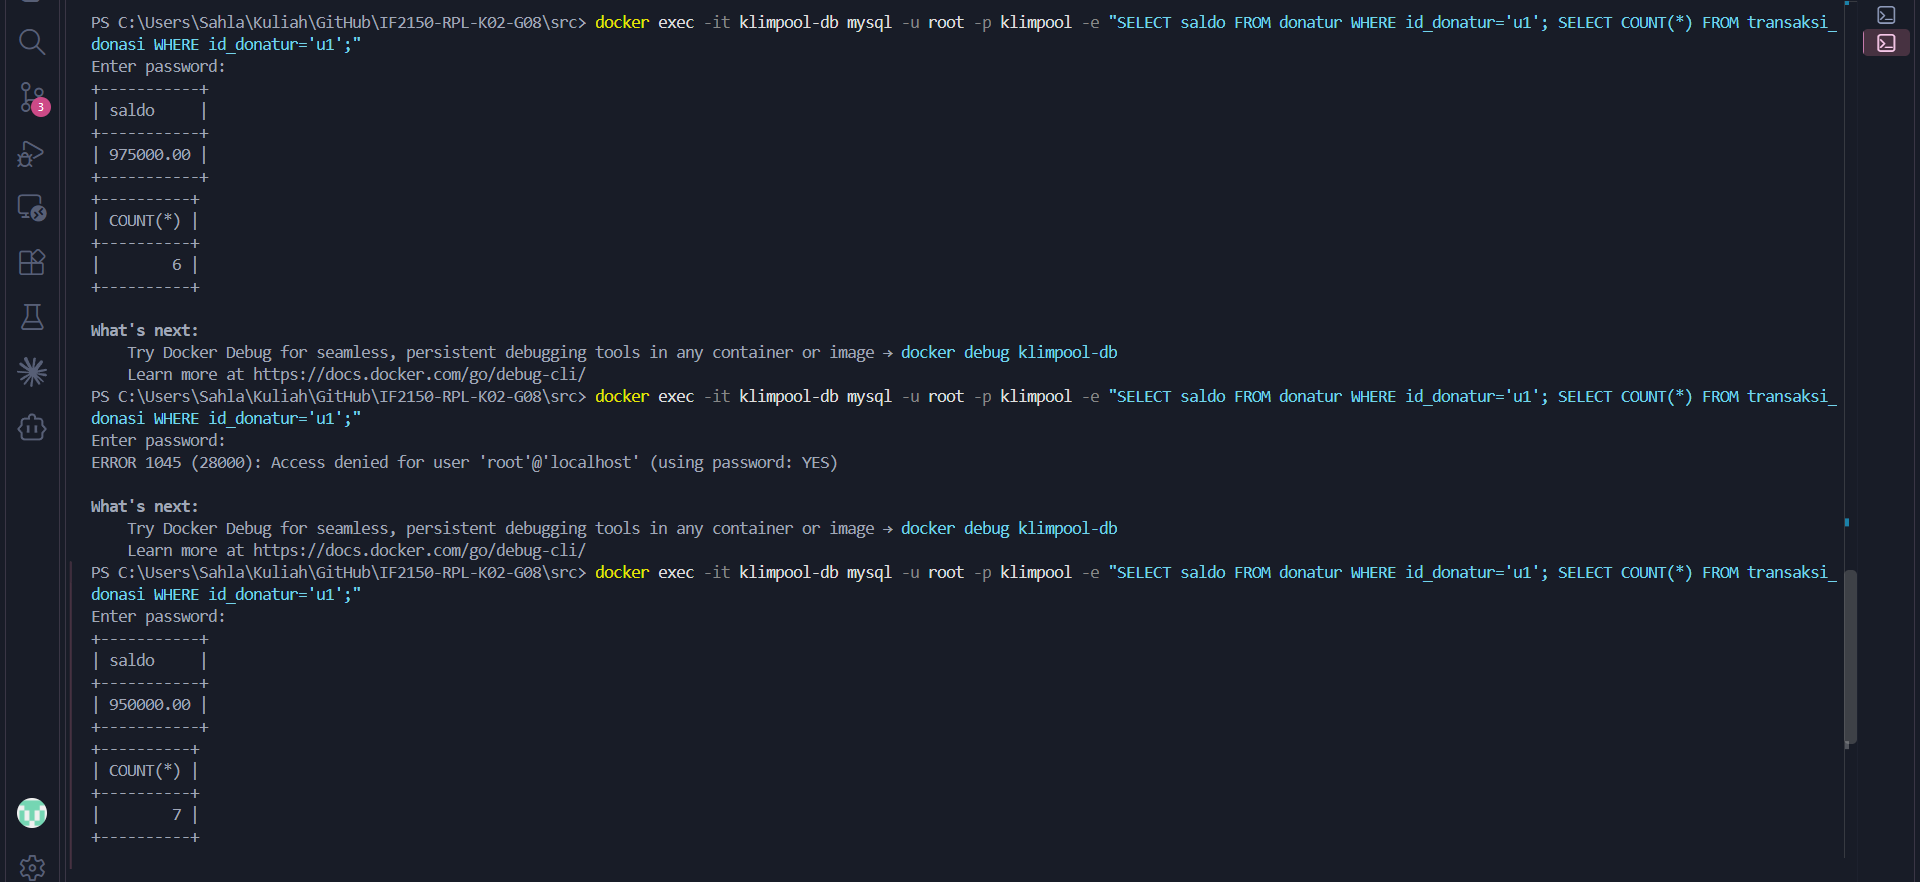 PS C:\Users\Sahla\Kuliah\GitHub\IF2150-RPL-K02-G08\src> docker exec -it klimpool-db mysql -u root -p klimpool -e "SELECT saldo FROM donatur WHERE id_donatur='u1'; SELECT COUNT(*) FROM transaksi_
donasi WHERE id_donatur='u1';"
Enter password:
+-----------+
| saldo     |
+-----------+
| 975000.00 |
+-----------+
+----------+
| COUNT(*) |
+----------+
|        6 |
+----------+
What's next:
    Try Docker Debug for seamless, persistent debugging tools in any container or image → docker debug klimpool-db
    Learn more at https://docs.docker.com/go/debug-cli/
PS C:\Users\Sahla\Kuliah\GitHub\IF2150-RPL-K02-G08\src> docker exec -it klimpool-db mysql -u root -p klimpool -e "SELECT saldo FROM donatur WHERE id_donatur='u1'; SELECT COUNT(*) FROM transaksi_
donasi WHERE id_donatur='u1';"
Enter password:
ERROR 1045 (28000): Access denied for user 'root'@'localhost' (using password: YES)
What's next:
    Try Docker Debug for seamless, persistent debugging tools in any container or image → docker debug klimpool-db
    Learn more at https://docs.docker.com/go/debug-cli/
PS C:\Users\Sahla\Kuliah\GitHub\IF2150-RPL-K02-G08\src> docker exec -it klimpool-db mysql -u root -p klimpool -e "SELECT saldo FROM donatur WHERE id_donatur='u1'; SELECT COUNT(*) FROM transaksi_
donasi WHERE id_donatur='u1';"
Enter password:
+-----------+
| saldo     |
+-----------+
| 950000.00 |
+-----------+
+----------+
| COUNT(*) |
+----------+
|        7 |
+----------+
3